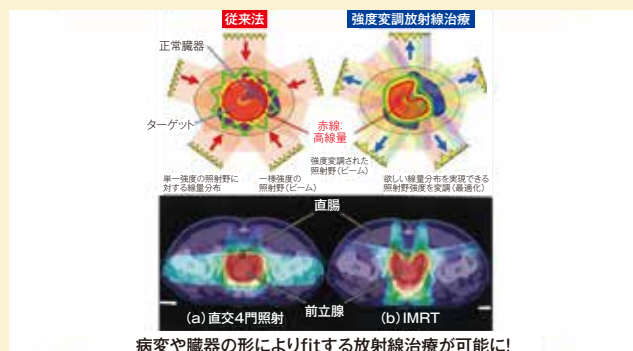 従来法
強度変調放射線治療
正常臓器
ターゲット
赤線:
高線量
強度変調された
照射野(ビーム)
単一強度の照射野に
対する線量分布
一様強度の
照射野(ビーム)
欲しい線量分布を実現できる
照射野強度を変調(最適化)
直腸
前立腺
(a)直交4門照射
(b)IMRT
病変や臓器の形によりfitする放射線治療が可能に!